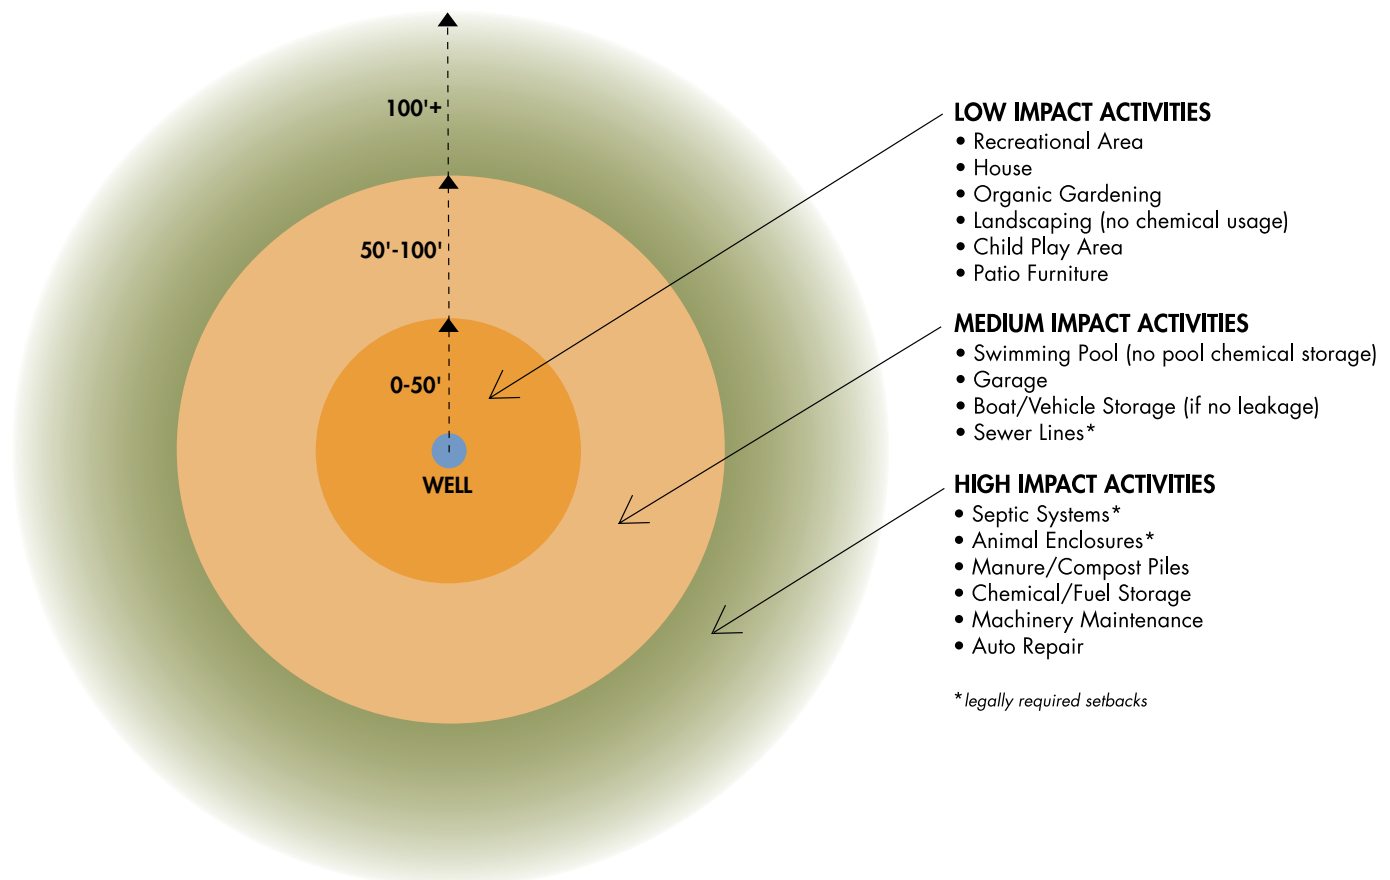 100'+
50'-100'
0-50'
WELL
LOW IMPACT ACTIVITIES
• Recreational Area
• House
• Organic Gardening
• Landscaping (no chemical usage)
• Child Play Area
• Patio Furniture
MEDIUM IMPACT ACTIVITIES
• Swimming Pool (no pool chemical storage)
• Garage
• Boat/Vehicle Storage (if no leakage)
• Sewer Lines*
HIGH IMPACT ACTIVITIES
• Septic Systems*
• Animal Enclosures*
• Manure/Compost Piles
• Chemical/Fuel Storage
• Machinery Maintenance
• Auto Repair
*legally required setbacks